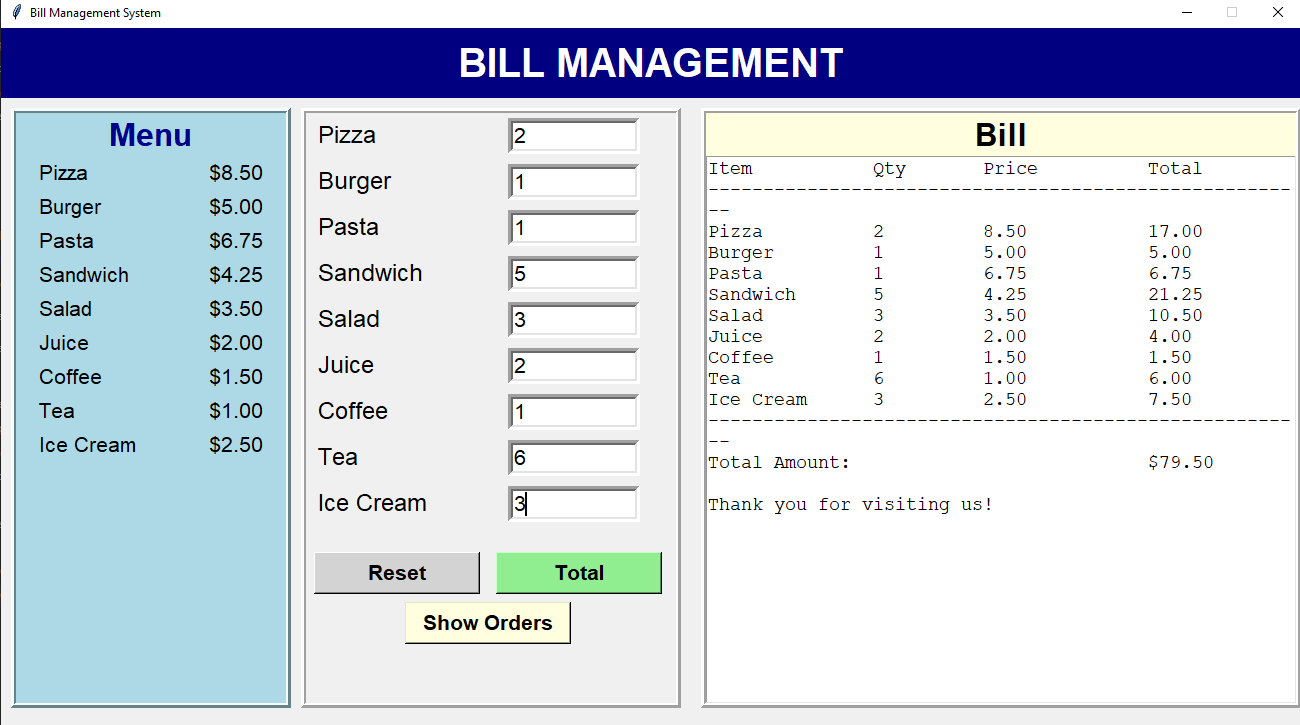 Bill Management System
BILL MANAGEMENT
Menu
Pizza $8.50
Burger $5.00
Pasta $6.75
Sandwich $4.25
Salad $3.50
Juice $2.00
Coffee $1.50
Tea $1.00
Ice Cream $2.50
Pizza 2
Burger 1
Pasta 1
Sandwich 5
Salad 3
Juice 2
Coffee 1
Tea 6
Ice Cream 3
Reset Total
Show Orders
Bill
Item Qty Price Total
-----------------------------------------------------
--
Pizza 2 8.50 17.00
Burger 1 5.00 5.00
Pasta 1 6.75 6.75
Sandwich 5 4.25 21.25
Salad 3 3.50 10.50
Juice 2 2.00 4.00
Coffee 1 1.50 1.50
Tea 6 1.00 6.00
Ice Cream 3 2.50 7.50
-----------------------------------------------------
--
Total Amount: $79.50
Thank you for visiting us!